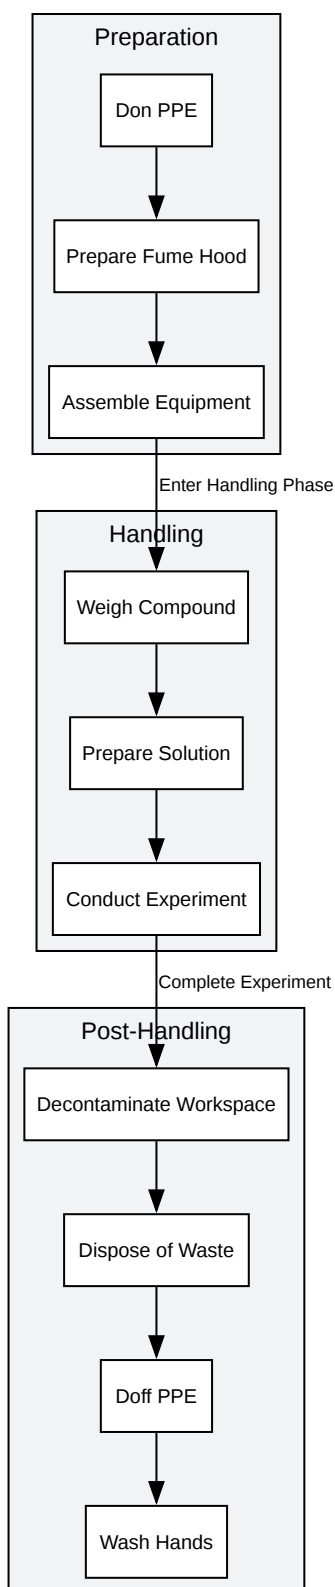 Preparation
Don PPE
Prepare Fume Hood
Assemble Equipment
Enter Handling Phase
Handling
Weigh Compound
Prepare Solution
Conduct Experiment
Complete Experiment
Post-Handling
Decontaminate Workspace
Dispose of Waste
Doff PPE
Wash Hands